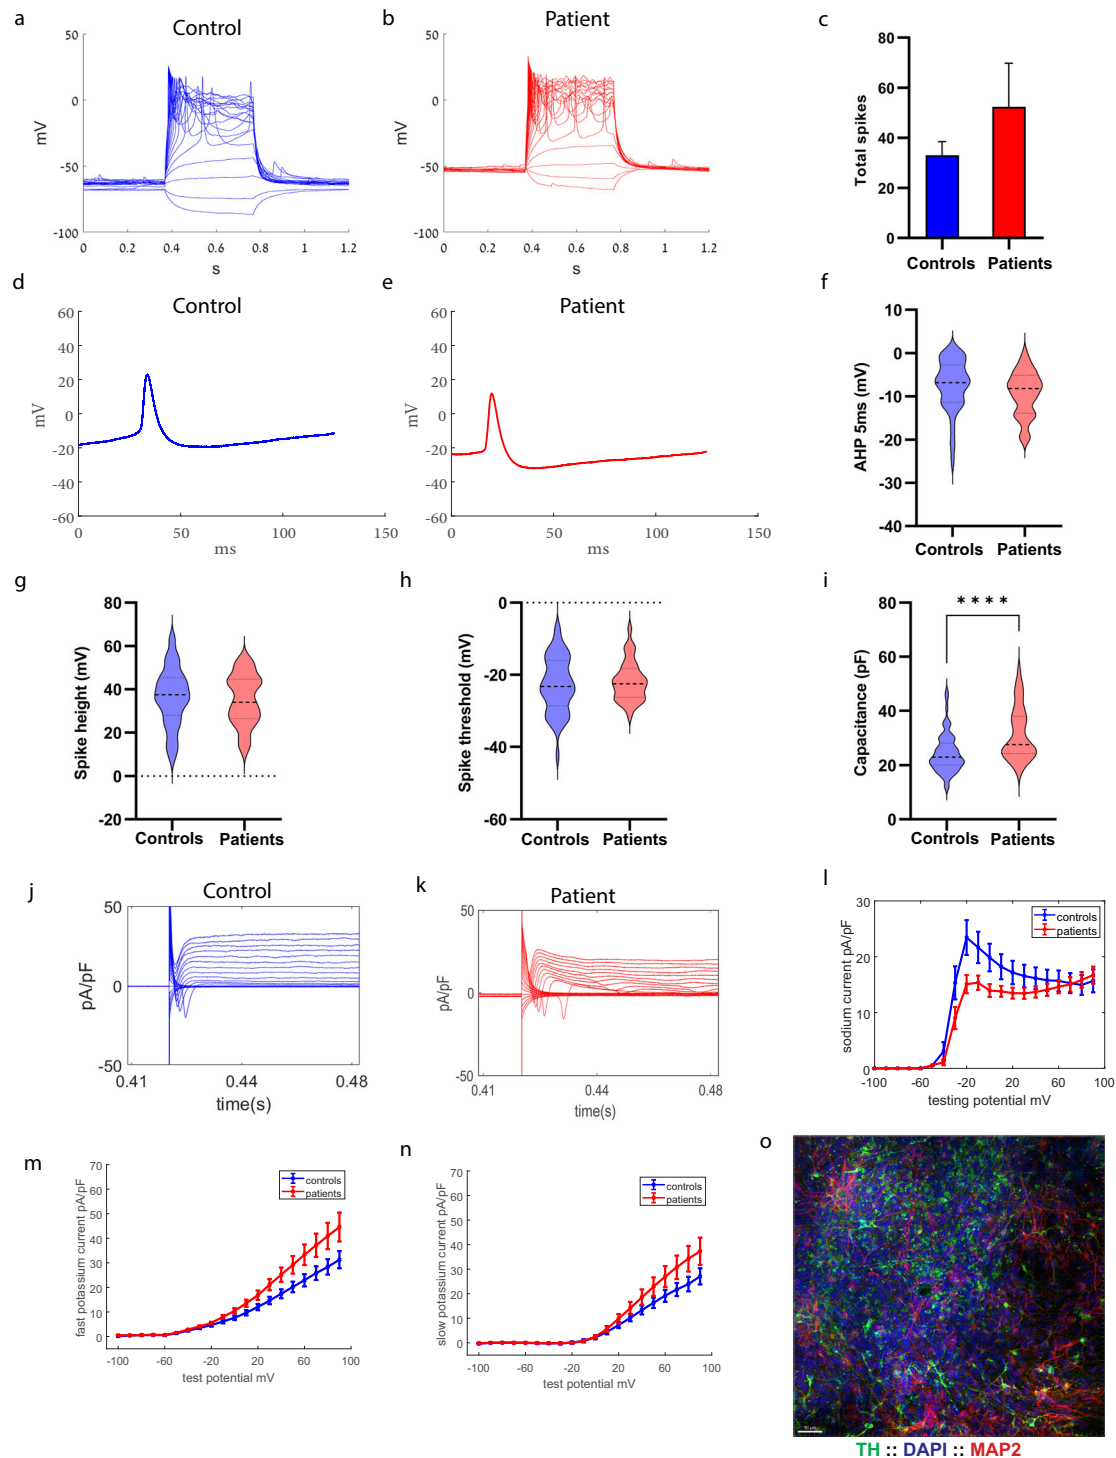 a
Control
50
0
-50
-100
mV
0
0.2
0.4
0.6
0.8
1
1.2
s
b
Patient
50
0
-50
-100
mV
0
0.2
0.4
0.6
0.8
1
1.2
s
c
80
60
40
20
0
Total spikes
Controls
Patients
d
Control
60
40
20
0
-20
-40
-60
mV
0
50
100
150
ms
e
Patient
60
40
20
0
-20
-40
-60
mV
0
50
100
150
ms
f
10
0
-10
-20
-30
-40
AHP 5ms (mV)
Controls
Patients
g
80
60
40
20
0
-20
Spike height (mV)
Controls
Patients
h
0
-20
-40
-60
Spike threshold (mV)
Controls
Patients
i
****
80
60
40
20
0
Capacitance (pF)
Controls
Patients
j
Control
50
0
-50
pA/pF
0.41
0.44
0.48
time(s)
k
Patient
50
0
-50
pA/pF
0.41
0.44
0.48
time(s)
l
30
20
10
0
sodium current pA/pF
controls
patients
-100
-60
-20
20
60
100
testing potential mV
m
70
60
50
40
30
20
10
0
fast potassium current pA/pF
controls
patients
-100
-60
-20
20
60
100
test potential mV
n
70
60
50
40
30
20
10
0
slow potassium current pA/pF
controls
patients
-100
-60
-20
20
60
100
test potential mV
o
TH :: DAPI :: MAP2